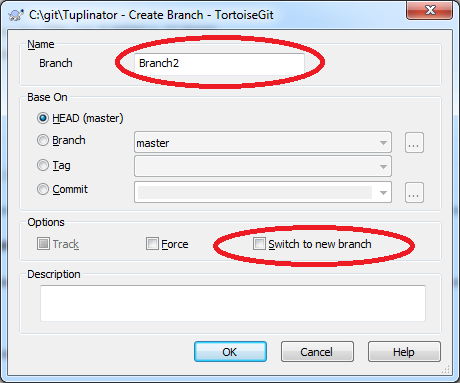 C:\git\Tuplinator - Create Branch - TortoiseGit
Name
Branch Branch2
Base On
HEAD (master)
Branch master ...
Tag
Commit ...
Options
Track Force Switch to new branch
Description
OK Cancel Help